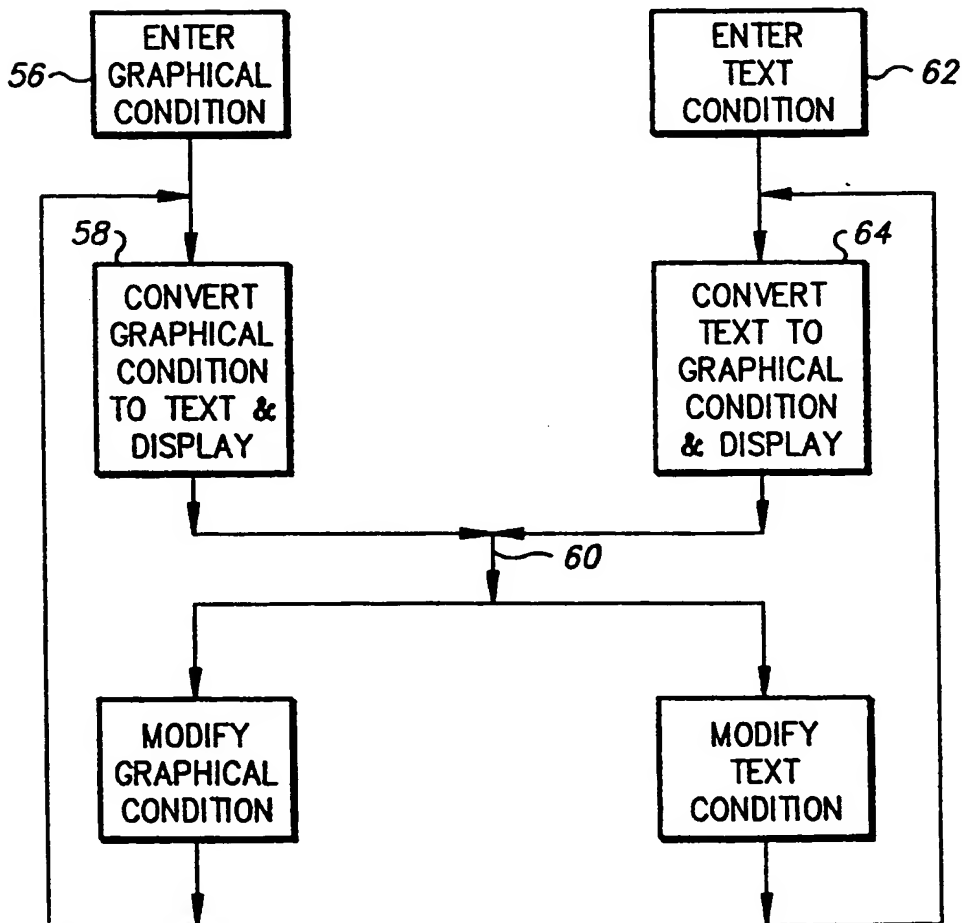 ENTER
GRAPHICAL
CONDITION
56
ENTER
TEXT
CONDITION
62
58
CONVERT
GRAPHICAL
CONDITION
TO TEXT &
DISPLAY
64
CONVERT
TEXT TO
GRAPHICAL
CONDITION
& DISPLAY
60
MODIFY
GRAPHICAL
CONDITION
MODIFY
TEXT
CONDITION